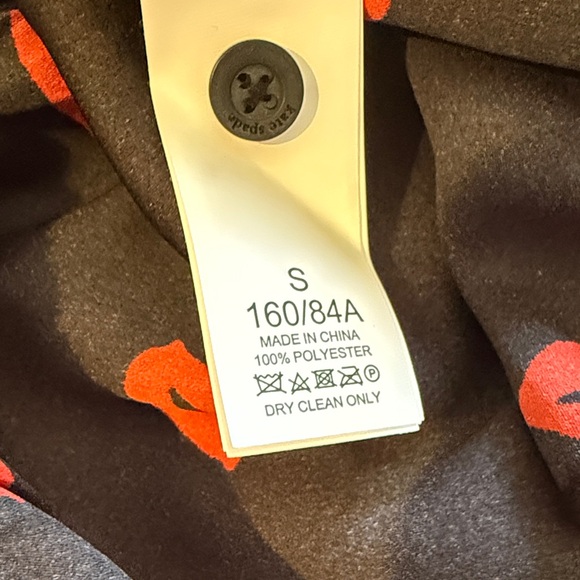 kate spade
S
160/84A
MADE IN CHINA
100% POLYESTER
P
DRY CLEAN ONLY